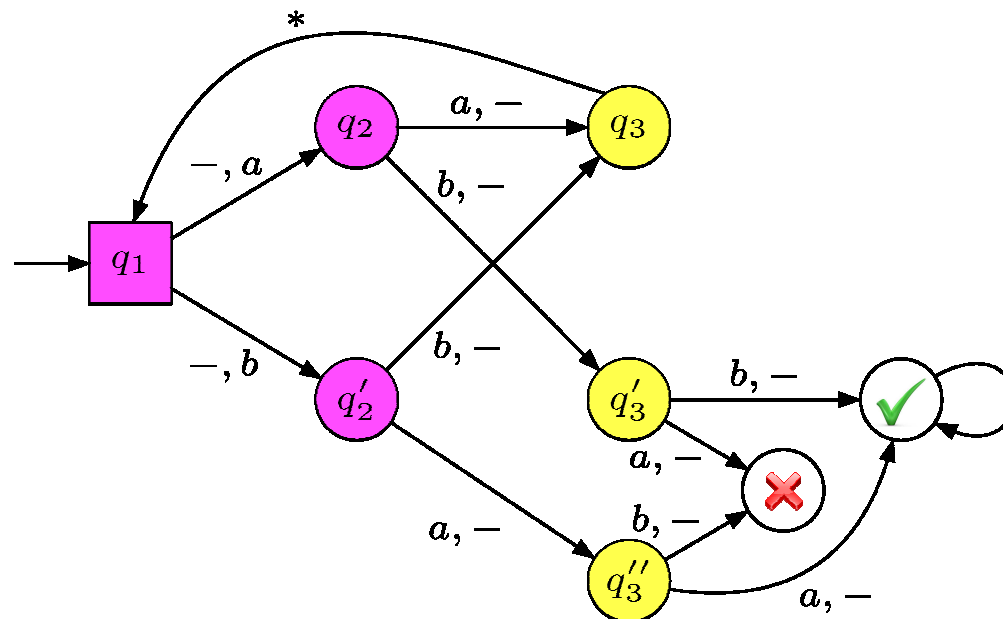 *
q₂
a, −
q₃
−, a
b, −
q₁
−, b
b, −
q₂′
q₃′
b, −
a, −
a, −
b, −
q₃′′
a, −